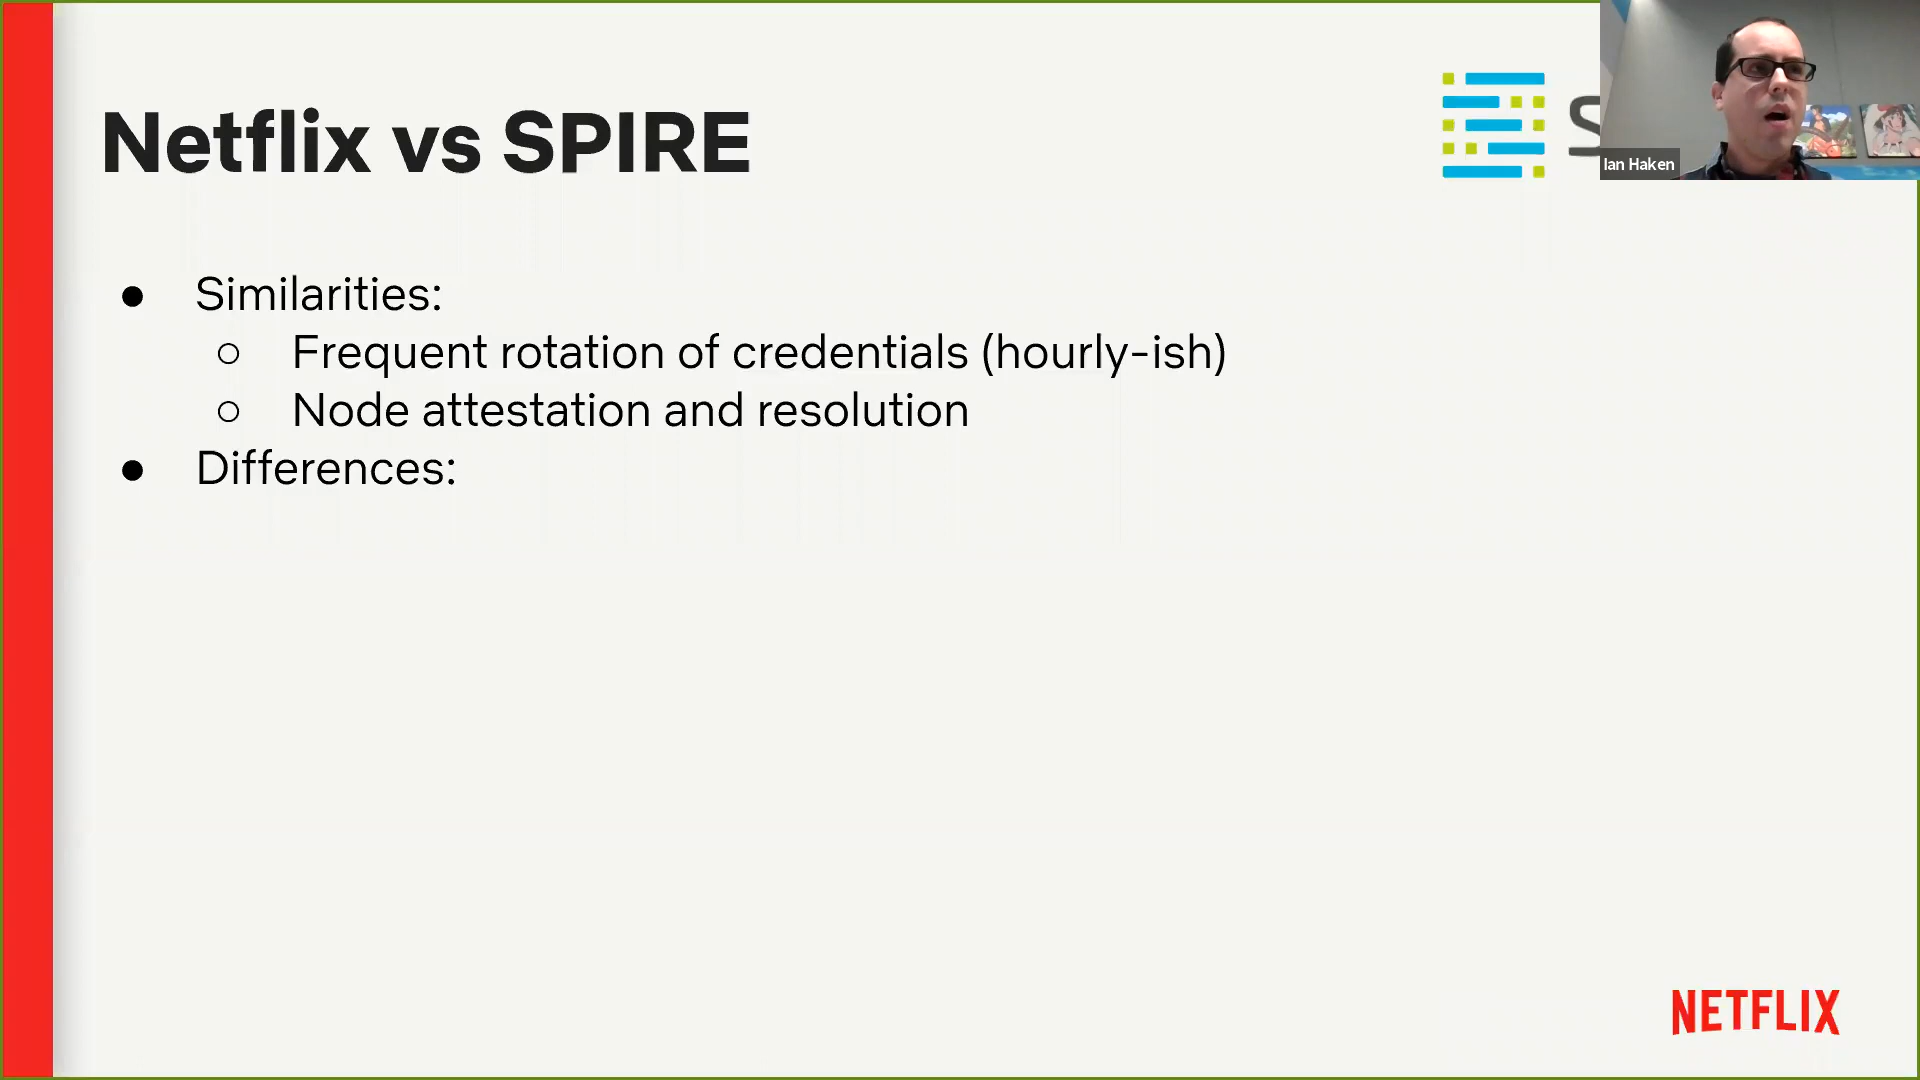 Netflix vs SPIRE
S
Ian Haken
● Similarities:
○ Frequent rotation of credentials (hourly-ish)
○ Node attestation and resolution
● Differences:
NETFLIX